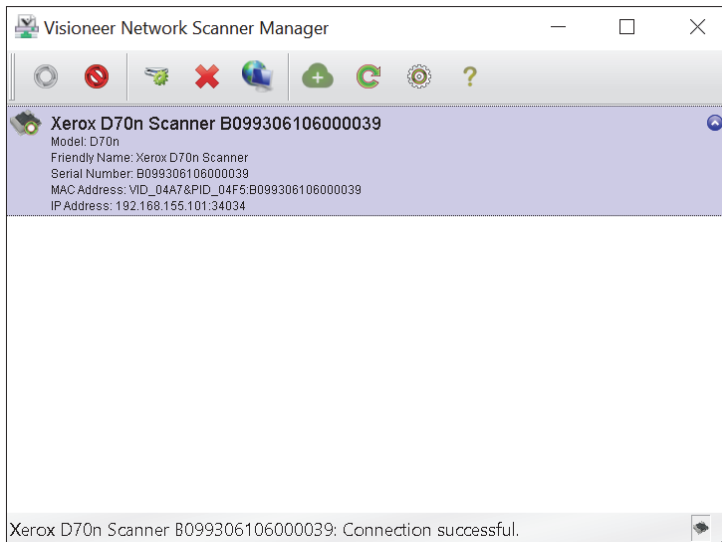 Visioneer Network Scanner Manager
?
Xerox D70n Scanner B099306106000039
Model: D70n
Friendly Name: Xerox D70n Scanner
Serial Number: B099306106000039
MAC Address: VID_04A7&PID_04F5:B099306106000039
IP Address: 192.168.155.101:34034
Xerox D70n Scanner B099306106000039: Connection successful.